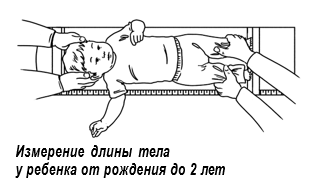 Измерение длины тела
у ребенка от рождения до 2 лет